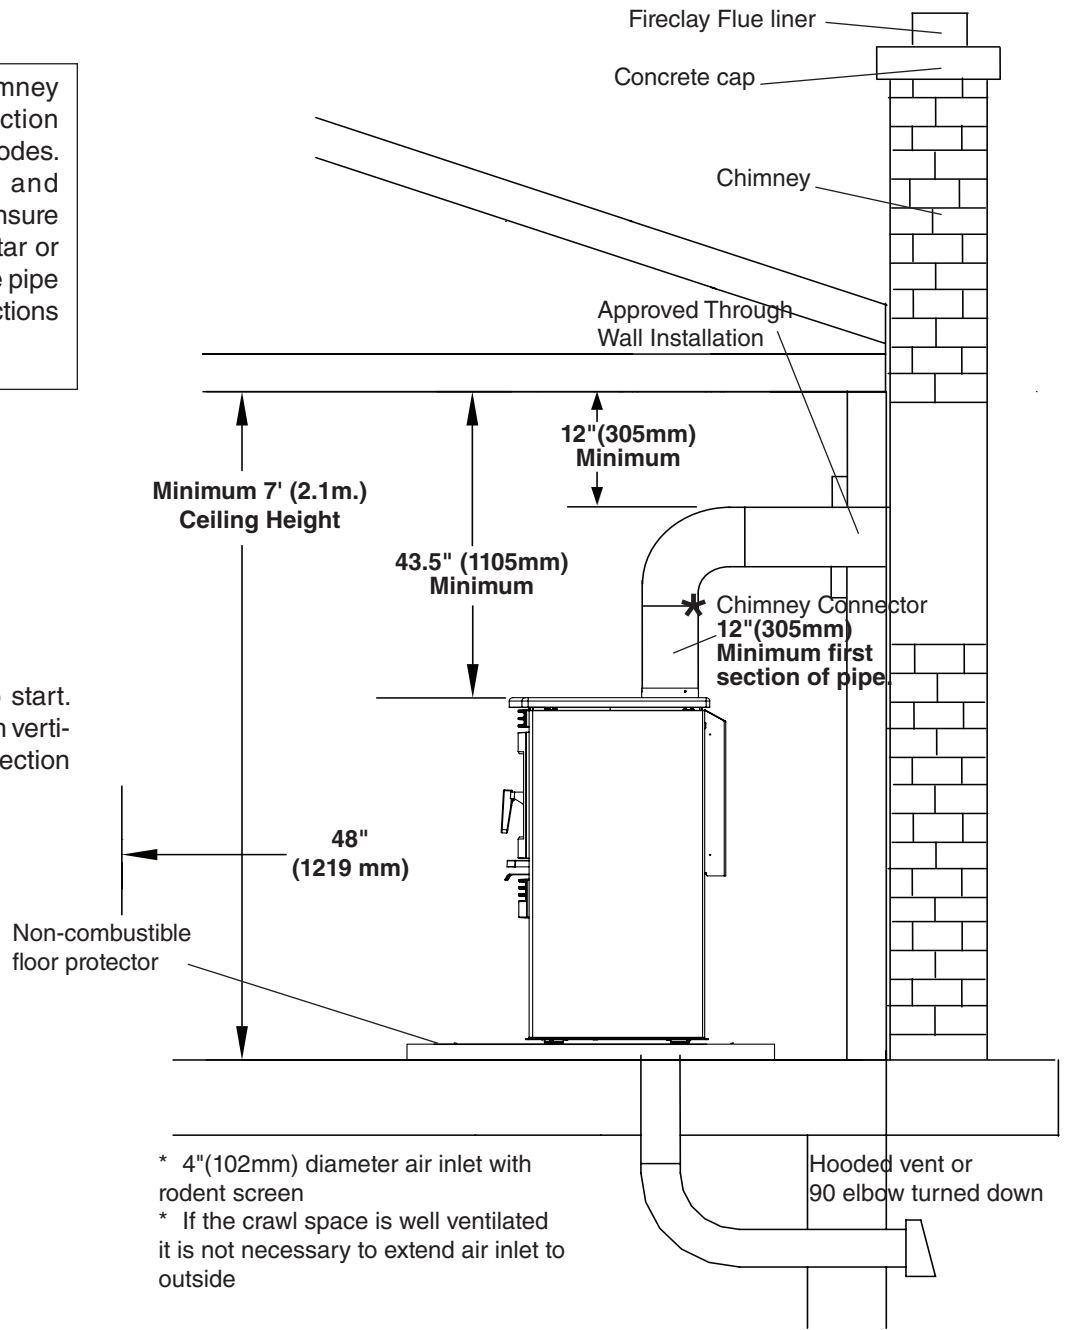 Fireclay Flue liner
Concrete cap
Chimney
Approved Through
Wall Installation
12"(305mm)
Minimum
Minimum 7' (2.1m.)
Ceiling Height
43.5" (1105mm)
Minimum
* Chimney Connector
12"(305mm)
Minimum first
section of pipe.
48"
(1219 mm)
Non-combustible
floor protector
* 4"(102mm) diameter air inlet with
rodent screen
* If the crawl space is well ventilated
it is not necessary to extend air inlet to
outside
Hooded vent or
90 elbow turned down
mney
ction
odes.
and
nsure
tar or
e pipe
ctions
start.
n verti-
ection